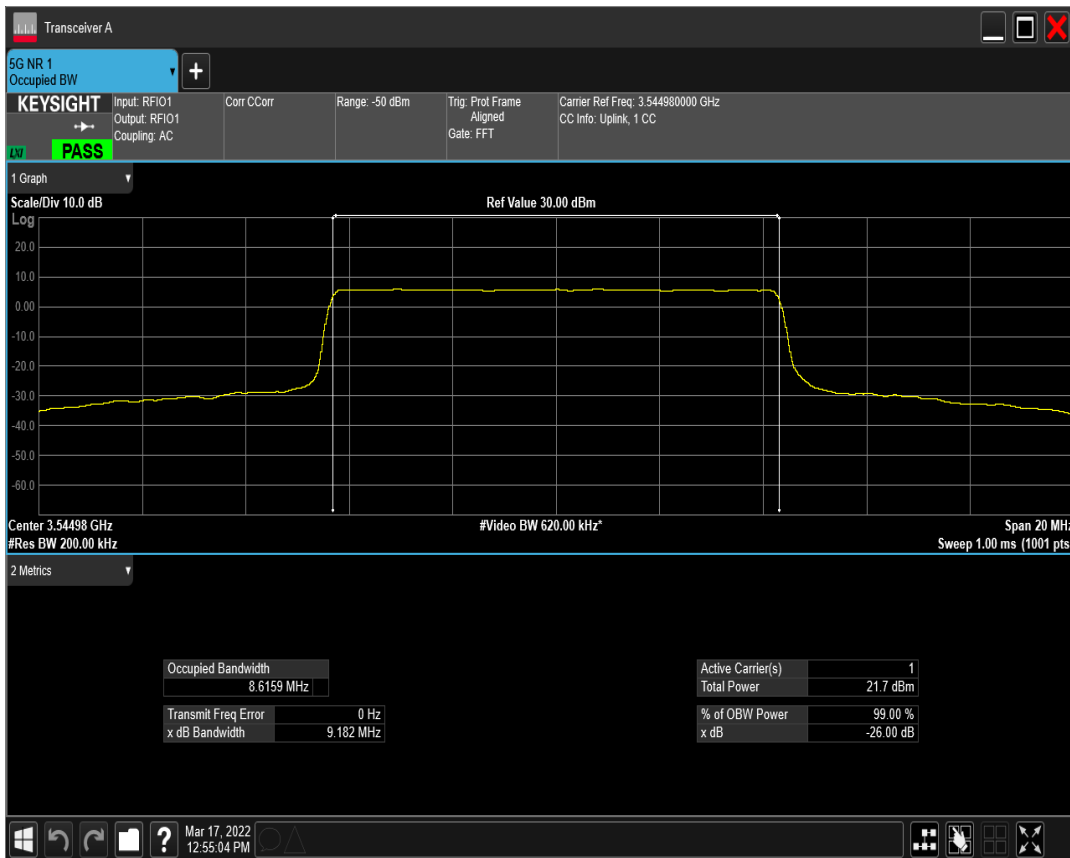 Transceiver A
5G NR 1
Occupied BW
+
KEYSIGHT
LXI
PASS
Input: RFIO1
Output: RFIO1
Coupling: AC
Corr CCorr
Range: -50 dBm
Trig: Prot Frame
Aligned
Gate: FFT
Carrier Ref Freq: 3.544980000 GHz
CC Info: Uplink, 1 CC
1 Graph
Scale/Div 10.0 dB
Ref Value 30.00 dBm
Log
20.0
10.0
0.00
-10.0
-20.0
-30.0
-40.0
-50.0
-60.0
Center 3.54498 GHz
#Video BW 620.00 kHz*
Span 20 MHz
#Res BW 200.00 kHz
Sweep 1.00 ms (1001 pts
2 Metrics
Occupied Bandwidth
8.6159 MHz
Transmit Freq Error 0 Hz
x dB Bandwidth 9.182 MHz
Active Carrier(s) 1
Total Power 21.7 dBm
% of OBW Power 99.00 %
x dB -26.00 dB
?
Mar 17, 2022
12:55:04 PM